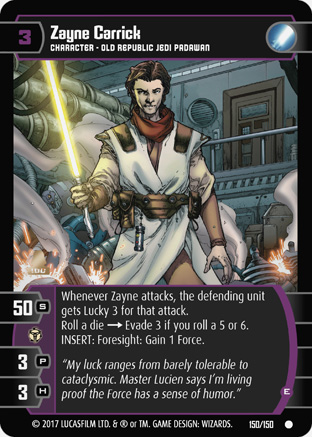 3
Zayne Carrick
CHARACTER - OLD REPUBLIC JEDI PADAWAN
50 S
3 P
3 H
Whenever Zayne attacks, the defending unit
gets Lucky 3 for that attack.
Roll a die → Evade 3 if you roll a 5 or 6.
INSERT: Foresight: Gain 1 Force.
“My luck ranges from barely tolerable to
cataclysmic. Master Lucien says I’m living
proof the Force has a sense of humor.”
E
© 2017 LUCASFILM LTD. & ® OR TM. GAME DESIGN: WIZARDS.
150/150